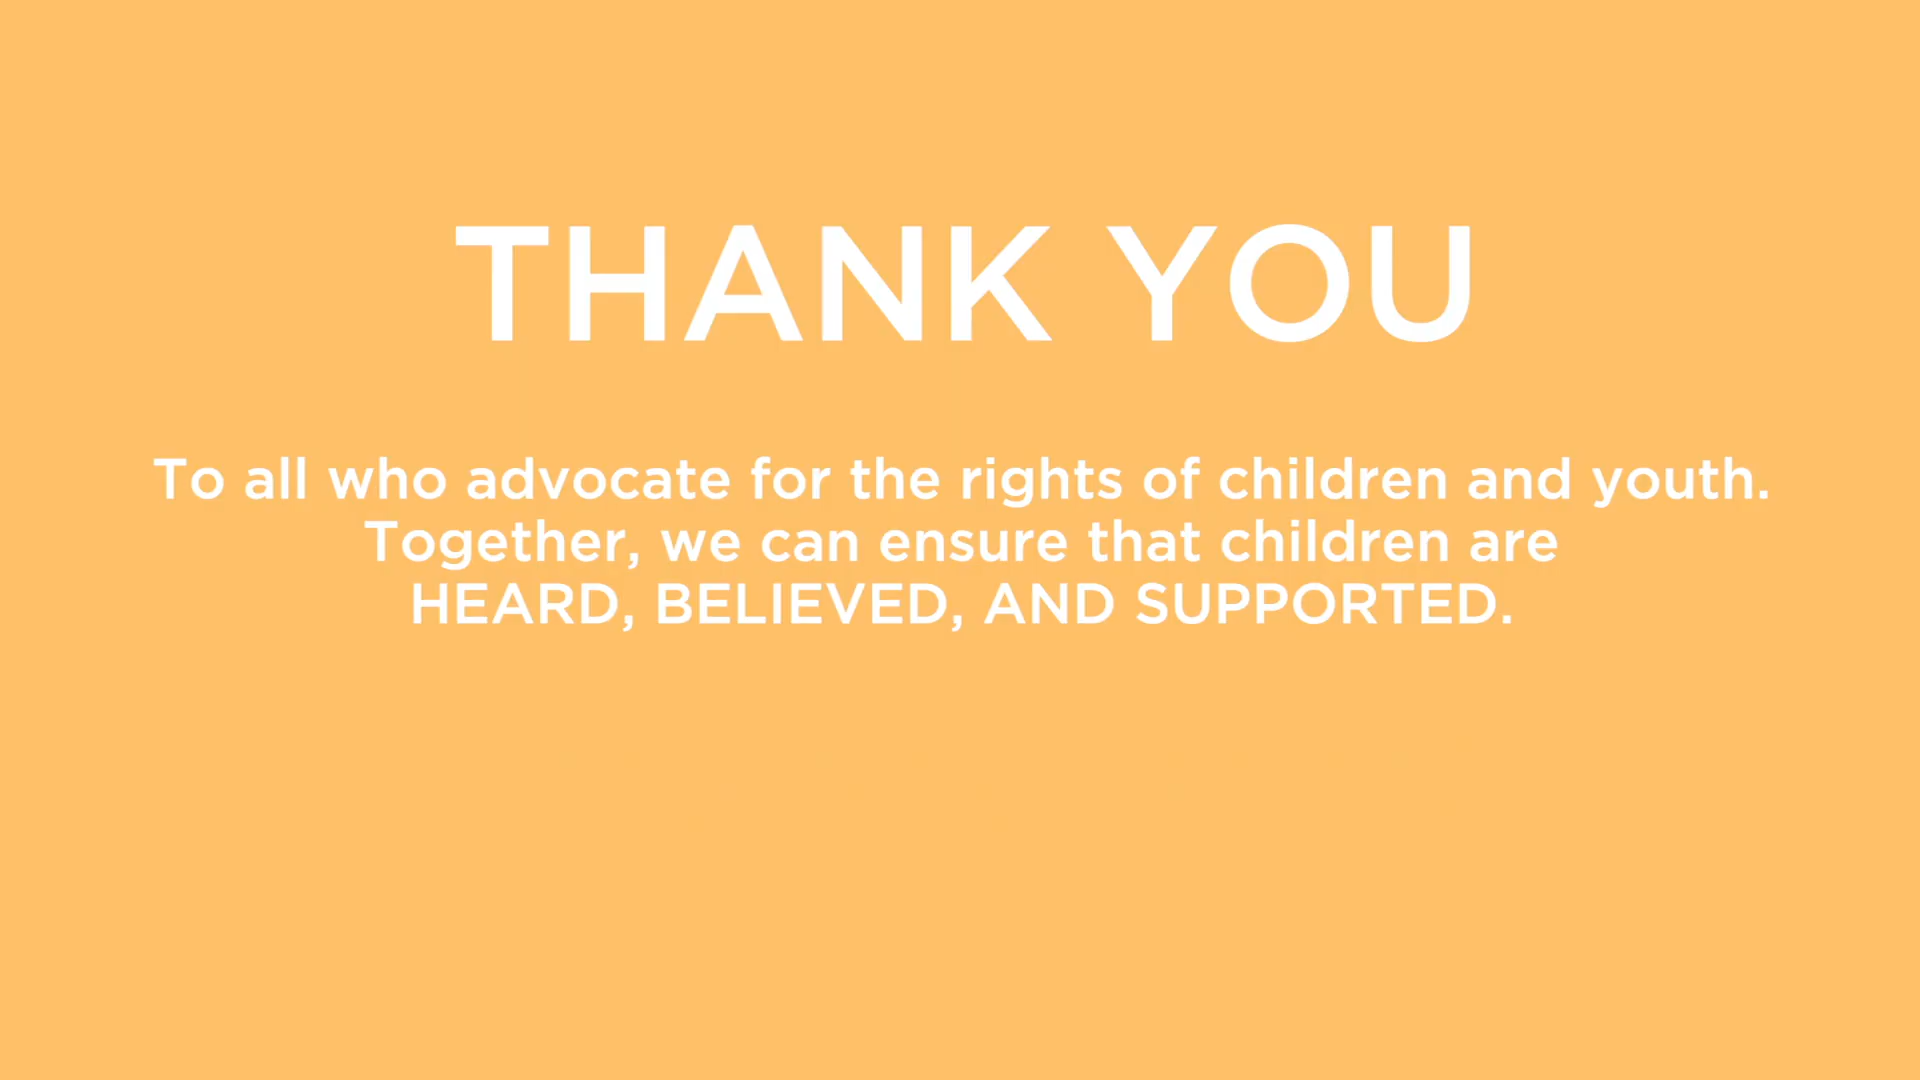 THANK YOU
To all who advocate for the rights of children and youth.
Together, we can ensure that children are
HEARD, BELIEVED, AND SUPPORTED.